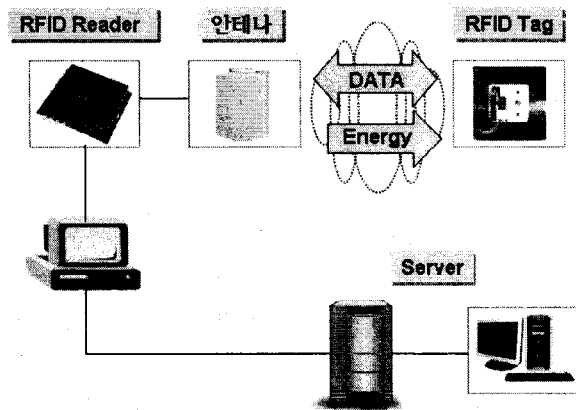 RFID Reader
안테나
RFID Tag
DATA
Energy
Server